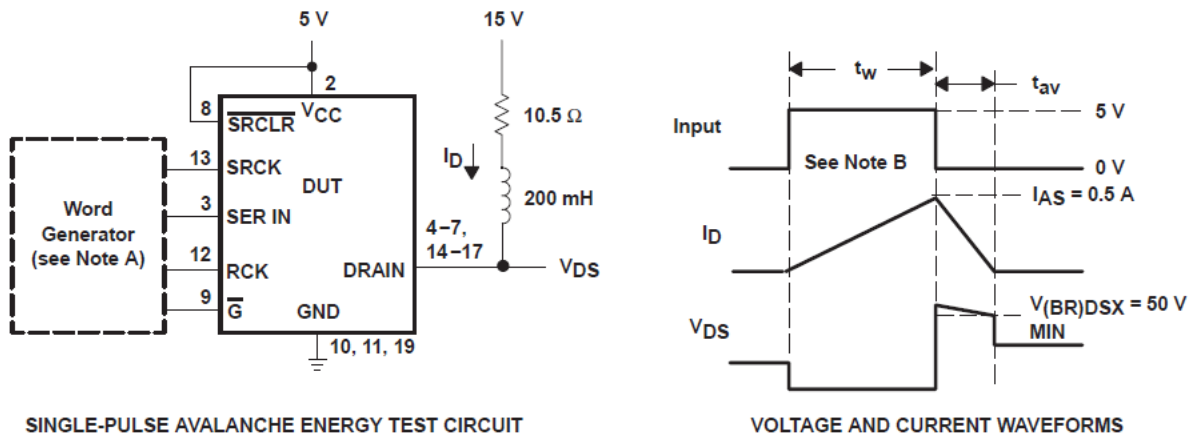 5 V
15 V
2
8
VCC
SRCLR
10.5 Ω
13
SRCK
ID
DUT
Word
Generator
(see Note A)
3
SER IN
200 mH
4–7,
14–17
12
RCK
DRAIN
VDS
9
G
GND
10, 11, 19
SINGLE-PULSE AVALANCHE ENERGY TEST CIRCUIT
tw
tav
5 V
Input
See Note B
0 V
IAS = 0.5 A
ID
V(BR)DSX = 50 V
MIN
VDS
VOLTAGE AND CURRENT WAVEFORMS